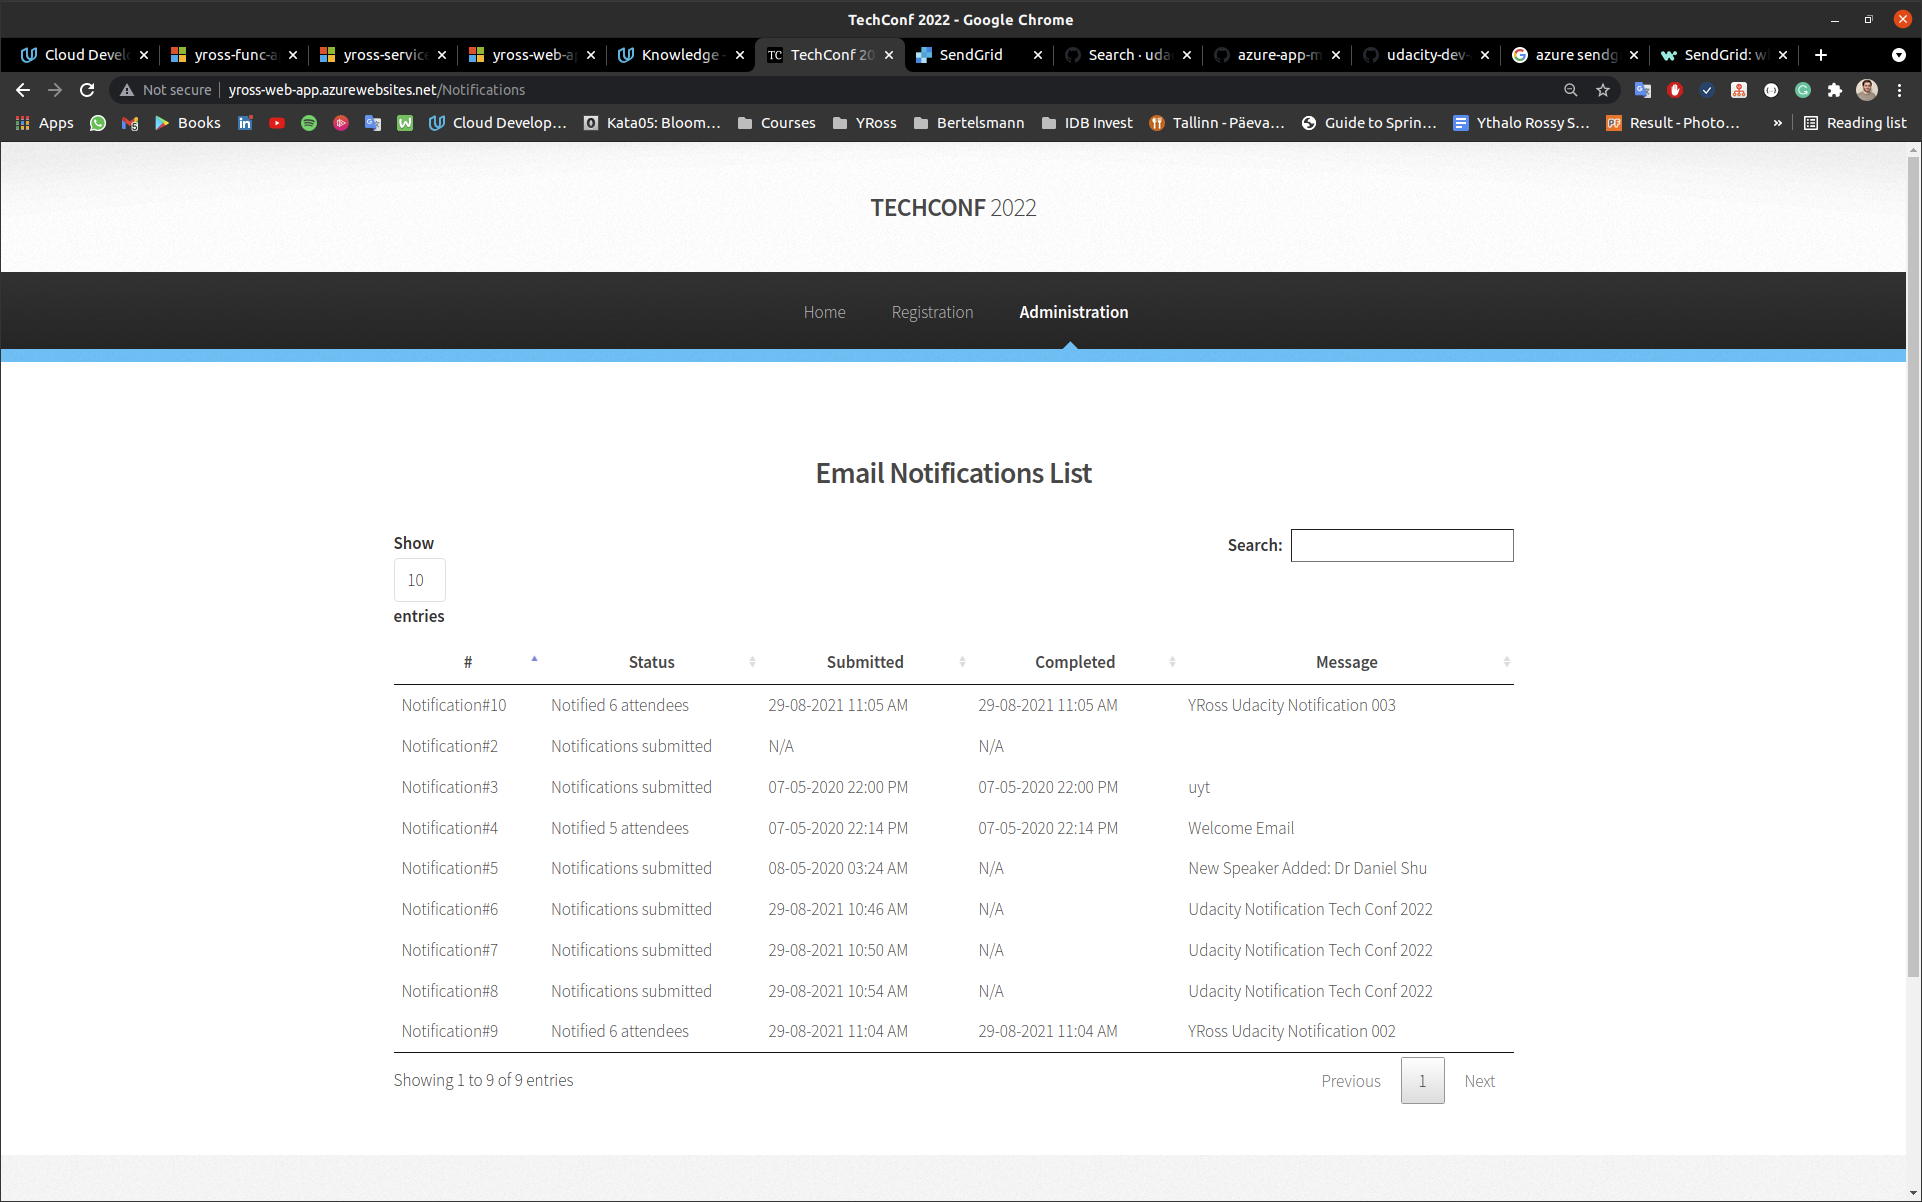 TechConf 2022 - Google Chrome
Cloud Devel yross-func-a yross-service yross-web-ap Knowledge TC TechConf 20 SendGrid Search · uda azure-app-m udacity-dev- azure sendg SendGrid: w
Not secure yross-web-app.azurewebsites.net/Notifications
Apps Books Cloud Develop... Kata05: Bloom... Courses YRoss Bertelsmann IDB Invest Tallinn - Päeva... Guide to Sprin... Ythalo Rossy S... Result - Photo... » Reading list
TECHCONF 2022
Home Registration Administration
Email Notifications List
Show
10
entries
Search:
# Status Submitted Completed Message
Notification#10 Notified 6 attendees 29-08-2021 11:05 AM 29-08-2021 11:05 AM YRoss Udacity Notification 003
Notification#2 Notifications submitted N/A N/A
Notification#3 Notifications submitted 07-05-2020 22:00 PM 07-05-2020 22:00 PM uyt
Notification#4 Notified 5 attendees 07-05-2020 22:14 PM 07-05-2020 22:14 PM Welcome Email
Notification#5 Notifications submitted 08-05-2020 03:24 AM N/A New Speaker Added: Dr Daniel Shu
Notification#6 Notifications submitted 29-08-2021 10:46 AM N/A Udacity Notification Tech Conf 2022
Notification#7 Notifications submitted 29-08-2021 10:50 AM N/A Udacity Notification Tech Conf 2022
Notification#8 Notifications submitted 29-08-2021 10:54 AM N/A Udacity Notification Tech Conf 2022
Notification#9 Notified 6 attendees 29-08-2021 11:04 AM 29-08-2021 11:04 AM YRoss Udacity Notification 002
Showing 1 to 9 of 9 entries
Previous 1 Next